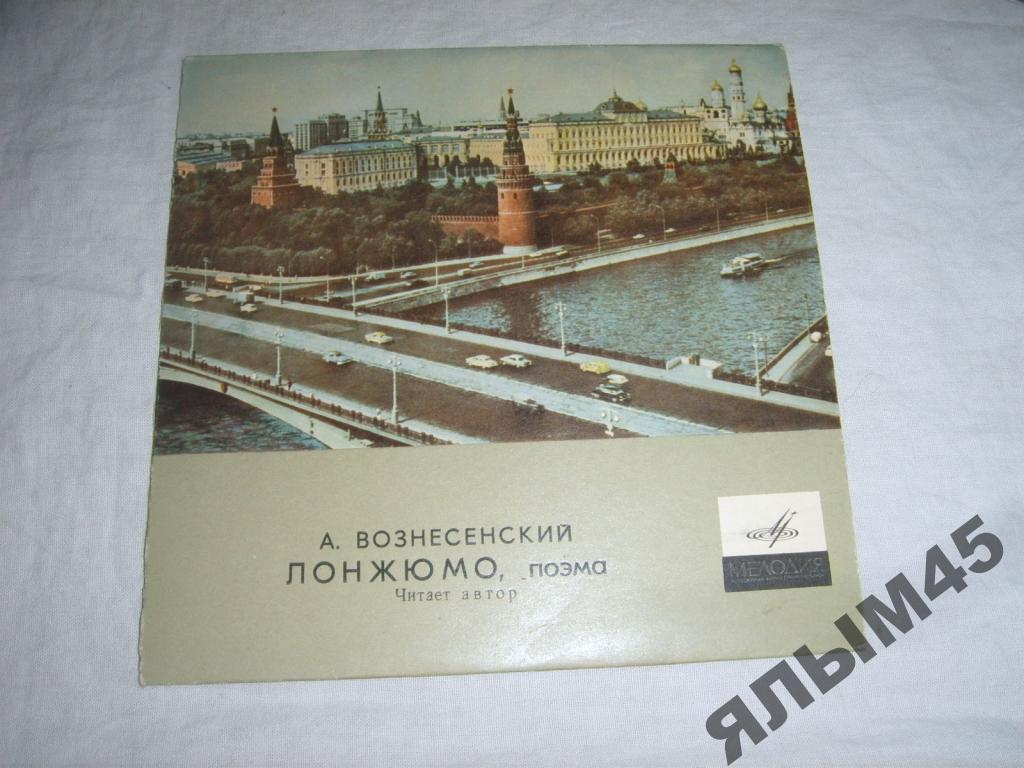 А. ВОЗНЕСЕНСКИЙ
ЛОНЖЮМО, поэма
Читает автор
МЕЛОДИЯ
ЯЛЫМ45